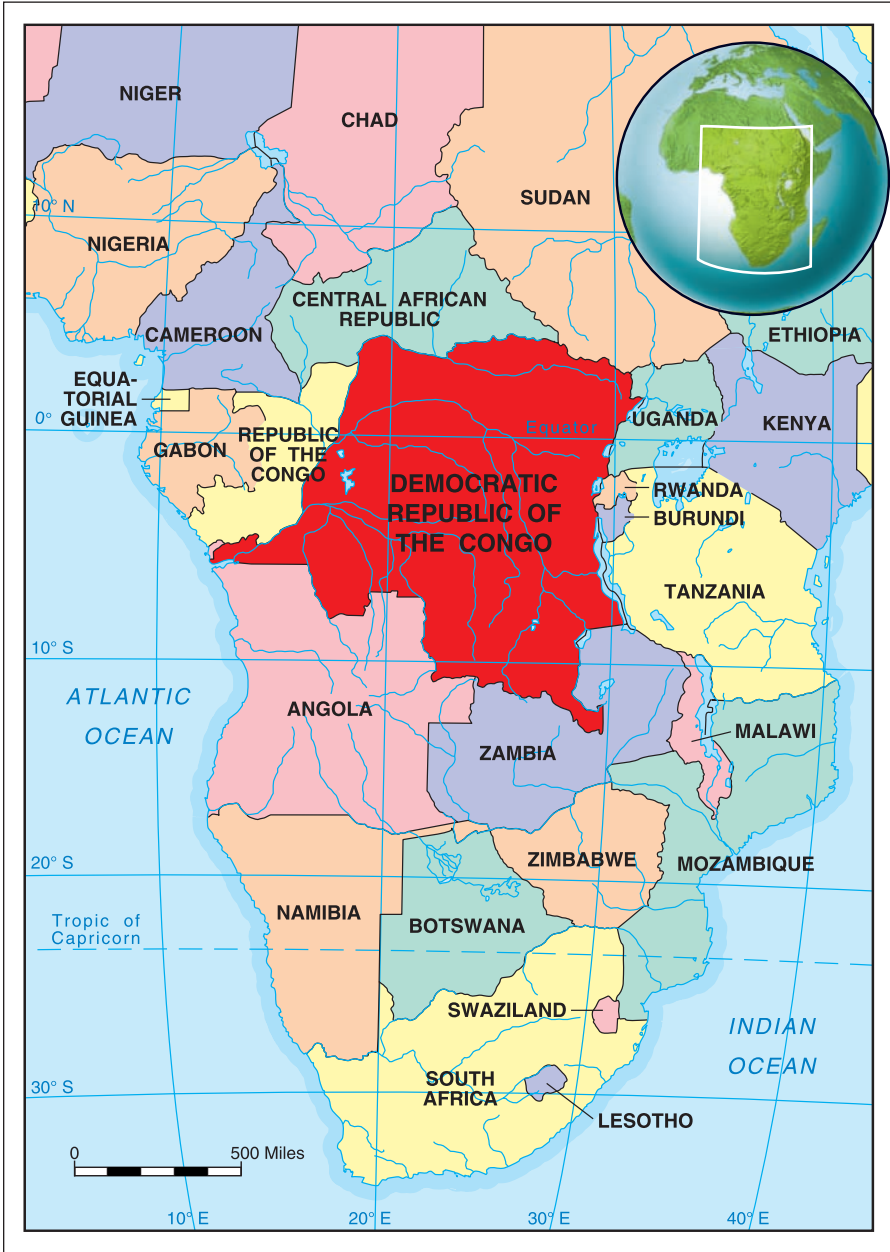 NIGER
CHAD
SUDAN
10° N
NIGERIA
CENTRAL AFRICAN
REPUBLIC
CAMEROON
ETHIOPIA
EQUA-
TORIAL
GUINEA
0°
Equator
UGANDA
KENYA
GABON
REPUBLIC
OF THE
CONGO
DEMOCRATIC
REPUBLIC OF
THE CONGO
RWANDA
BURUNDI
TANZANIA
10° S
ATLANTIC
OCEAN
ANGOLA
MALAWI
ZAMBIA
20° S
ZIMBABWE
MOZAMBIQUE
NAMIBIA
BOTSWANA
Tropic of
Capricorn
SWAZILAND
INDIAN
OCEAN
30° S
SOUTH
AFRICA
LESOTHO
0
500 Miles
10° E
20° E
30° E
40° E